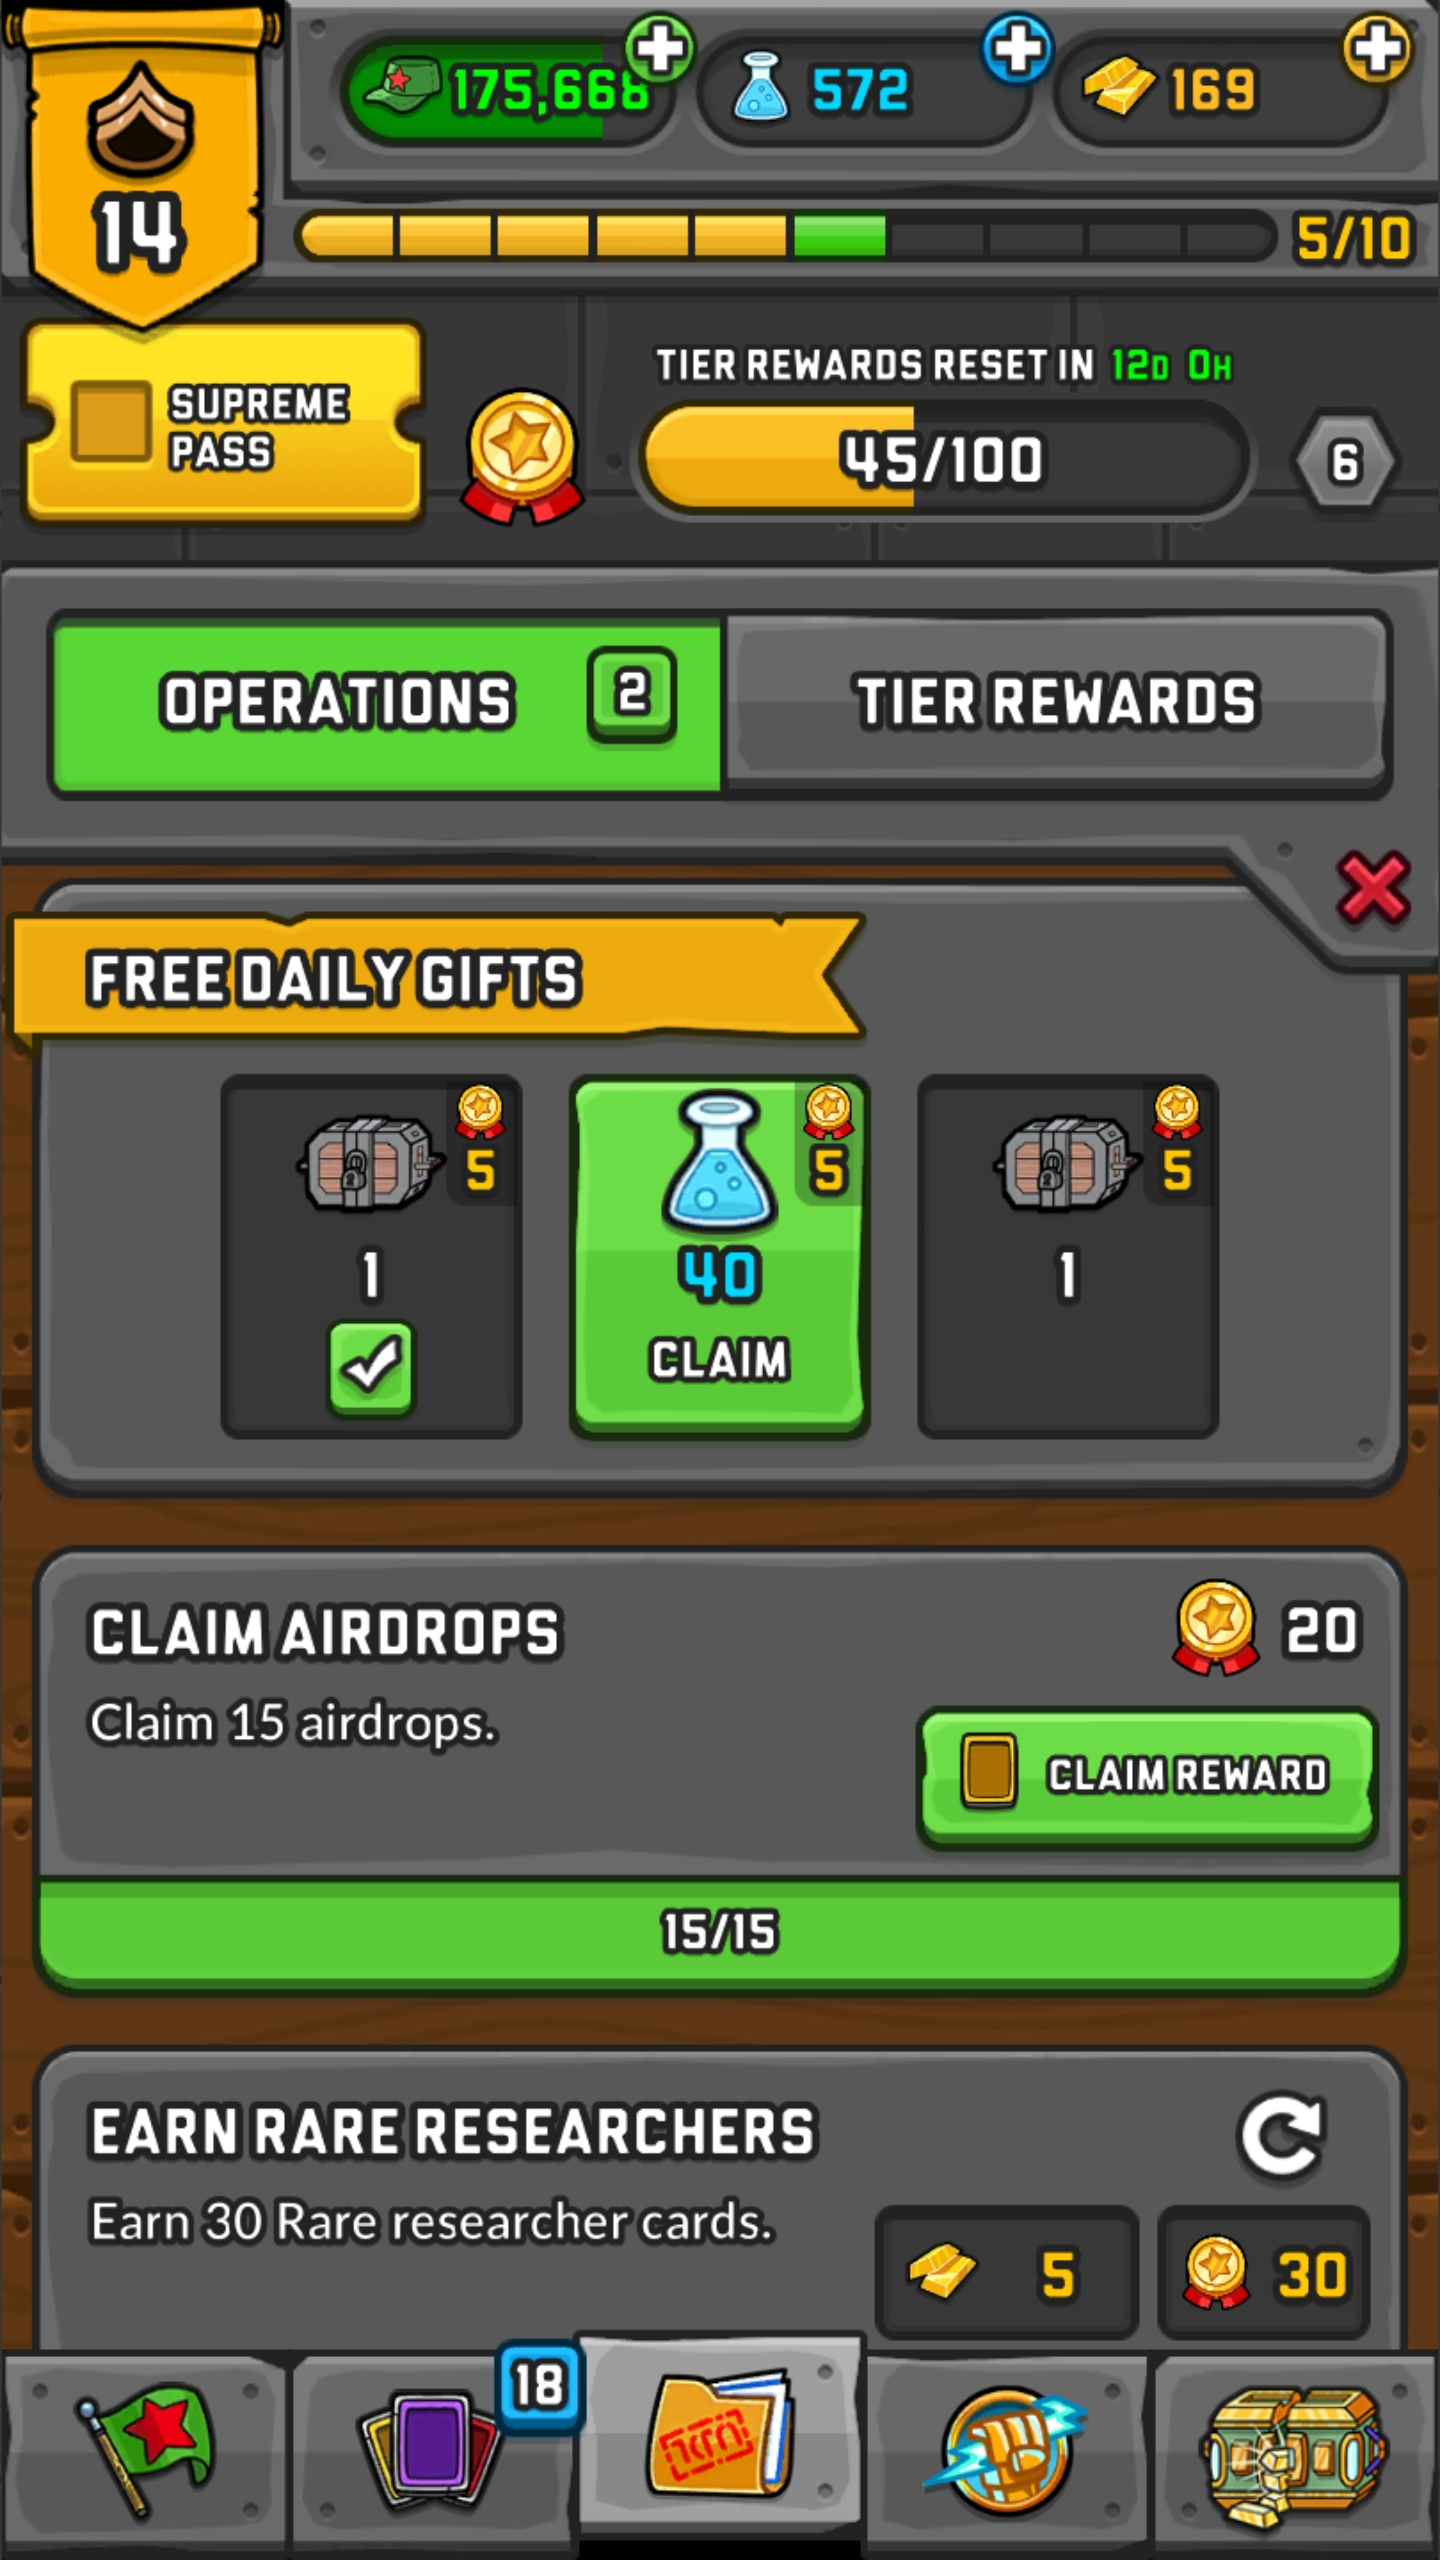 175,668
572
169
14
5/10
SUPREME
PASS
TIER REWARDS RESET IN 12D 0H
45/100
6
OPERATIONS
2
TIER REWARDS
FREE DAILY GIFTS
5
5
5
1
40
1
CLAIM
CLAIM AIRDROPS
20
Claim 15 airdrops.
CLAIM REWARD
15/15
EARN RARE RESEARCHERS
Earn 30 Rare researcher cards.
5
30
18